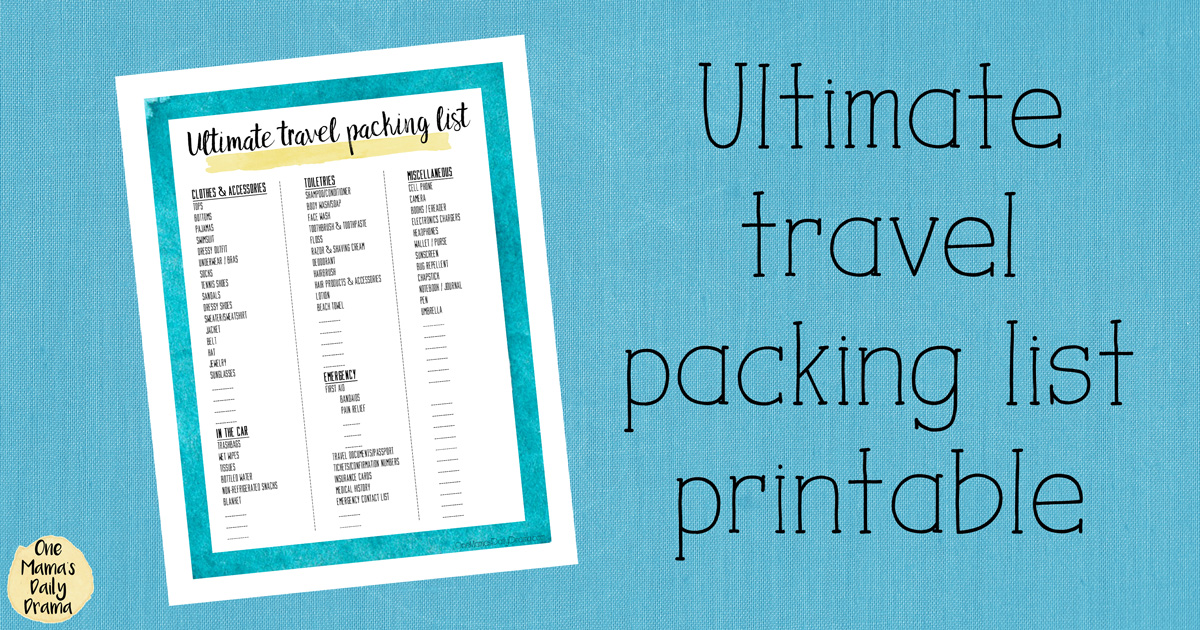 Ultimate travel packing list
CLOTHES & ACCESSORIES
TOPS
BOTTOMS
PAJAMAS
SWIMSUIT
DRESSY OUTFIT
UNDERWEAR / BRAS
SOCKS
TENNIS SHOES
SANDALS
DRESSY SHOES
SWEATER/SWEATSHIRT
JACKET
BELT
HAT
JEWELRY
SUNGLASSES
IN THE CAR
TRASHBAGS
WET WIPES
TISSUES
BOTTLED WATER
NON-REFRIGERATED SNACKS
BLANKET
TOILETRIES
SHAMPOO/CONDITIONER
BODY WASH/SOAP
FACE WASH
TOOTHBRUSH & TOOTHPASTE
FLOSS
RAZOR & SHAVING CREAM
DEODORANT
HAIRBRUSH
HAIR PRODUCTS & ACCESSORIES
LOTION
BEACH TOWEL
EMERGENCY
FIRST AID
BANDAIDS
PAIN RELIEF
TRAVEL DOCUMENTS/PASSPORT
TICKETS/CONFIRMATION NUMBERS
INSURANCE CARDS
MEDICAL HISTORY
EMERGENCY CONTACT LIST
MISCELLANEOUS
CELL PHONE
CAMERA
BOOKS / EREADER
ELECTRONICS CHARGERS
HEADPHONES
WALLET / PURSE
SUNSCREEN
BUG REPELLENT
CHAPSTICK
NOTEBOOK / JOURNAL
PEN
UMBRELLA
OneMamasDailyDrama.com
Ultimate
travel
packing list
printable
One
Mama's
Daily
Drama